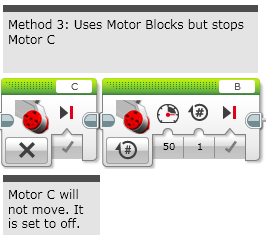 Method 3: Uses Motor Blocks but stops
Motor C
C
B
#
#
50
1
Motor C will
not move. It
is set to off.